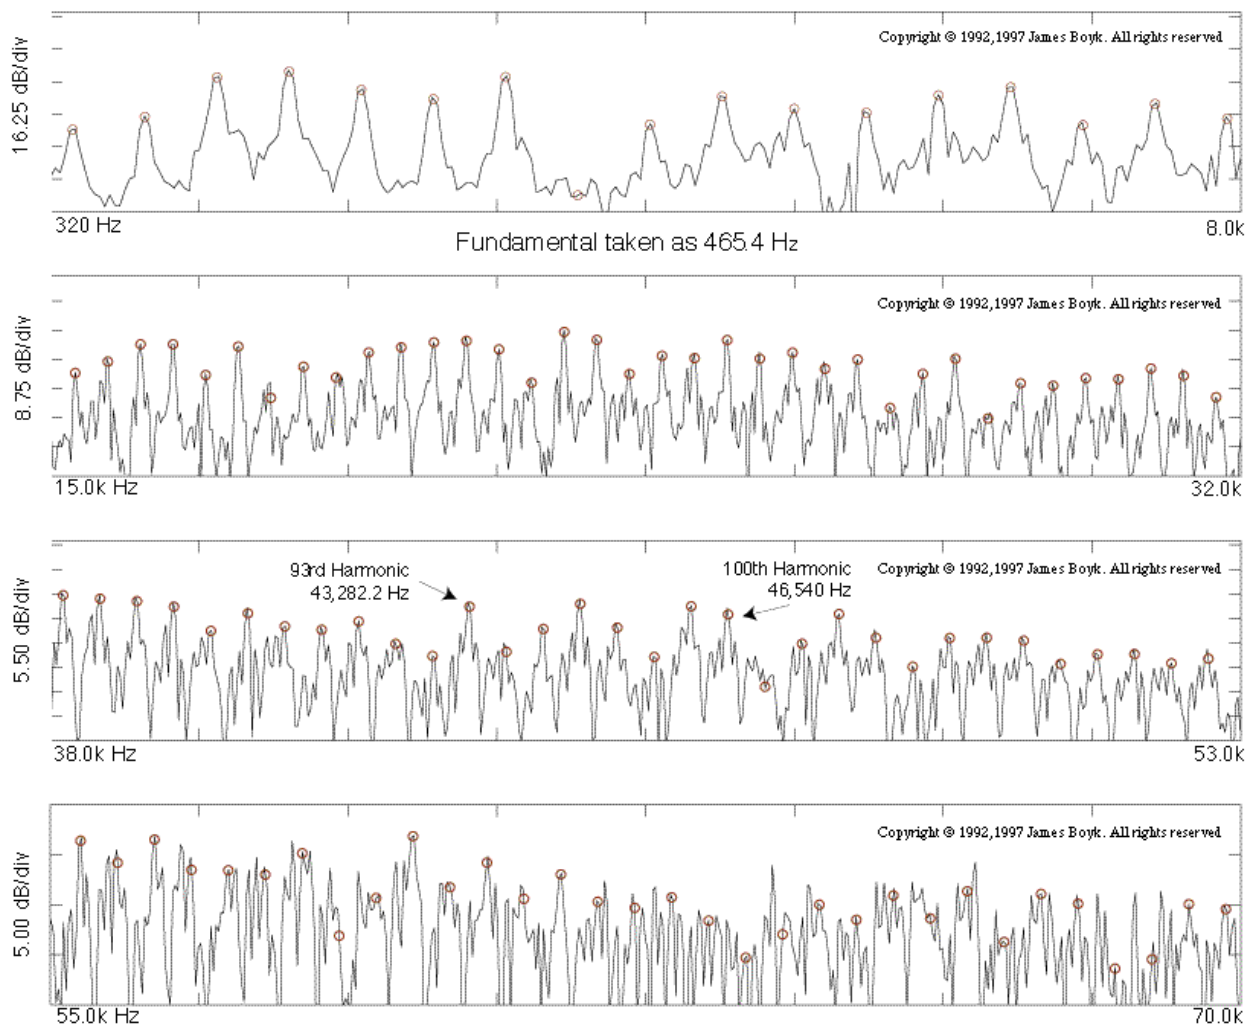 Copyright © 1992,1997 James Boyk. All rights reserved
16.25 dB/div
320 Hz
8.0k
Fundamental taken as 465.4 Hz
Copyright © 1992,1997 James Boyk. All rights reserved
8.75 dB/div
15.0k Hz
32.0k
93rd Harmonic
43,282.2 Hz
100th Harmonic
46,540 Hz
Copyright © 1992,1997 James Boyk. All rights reserved
5.50 dB/div
38.0k Hz
53.0k
Copyright © 1992,1997 James Boyk. All rights reserved
5.00 dB/div
55.0k Hz
70.0k